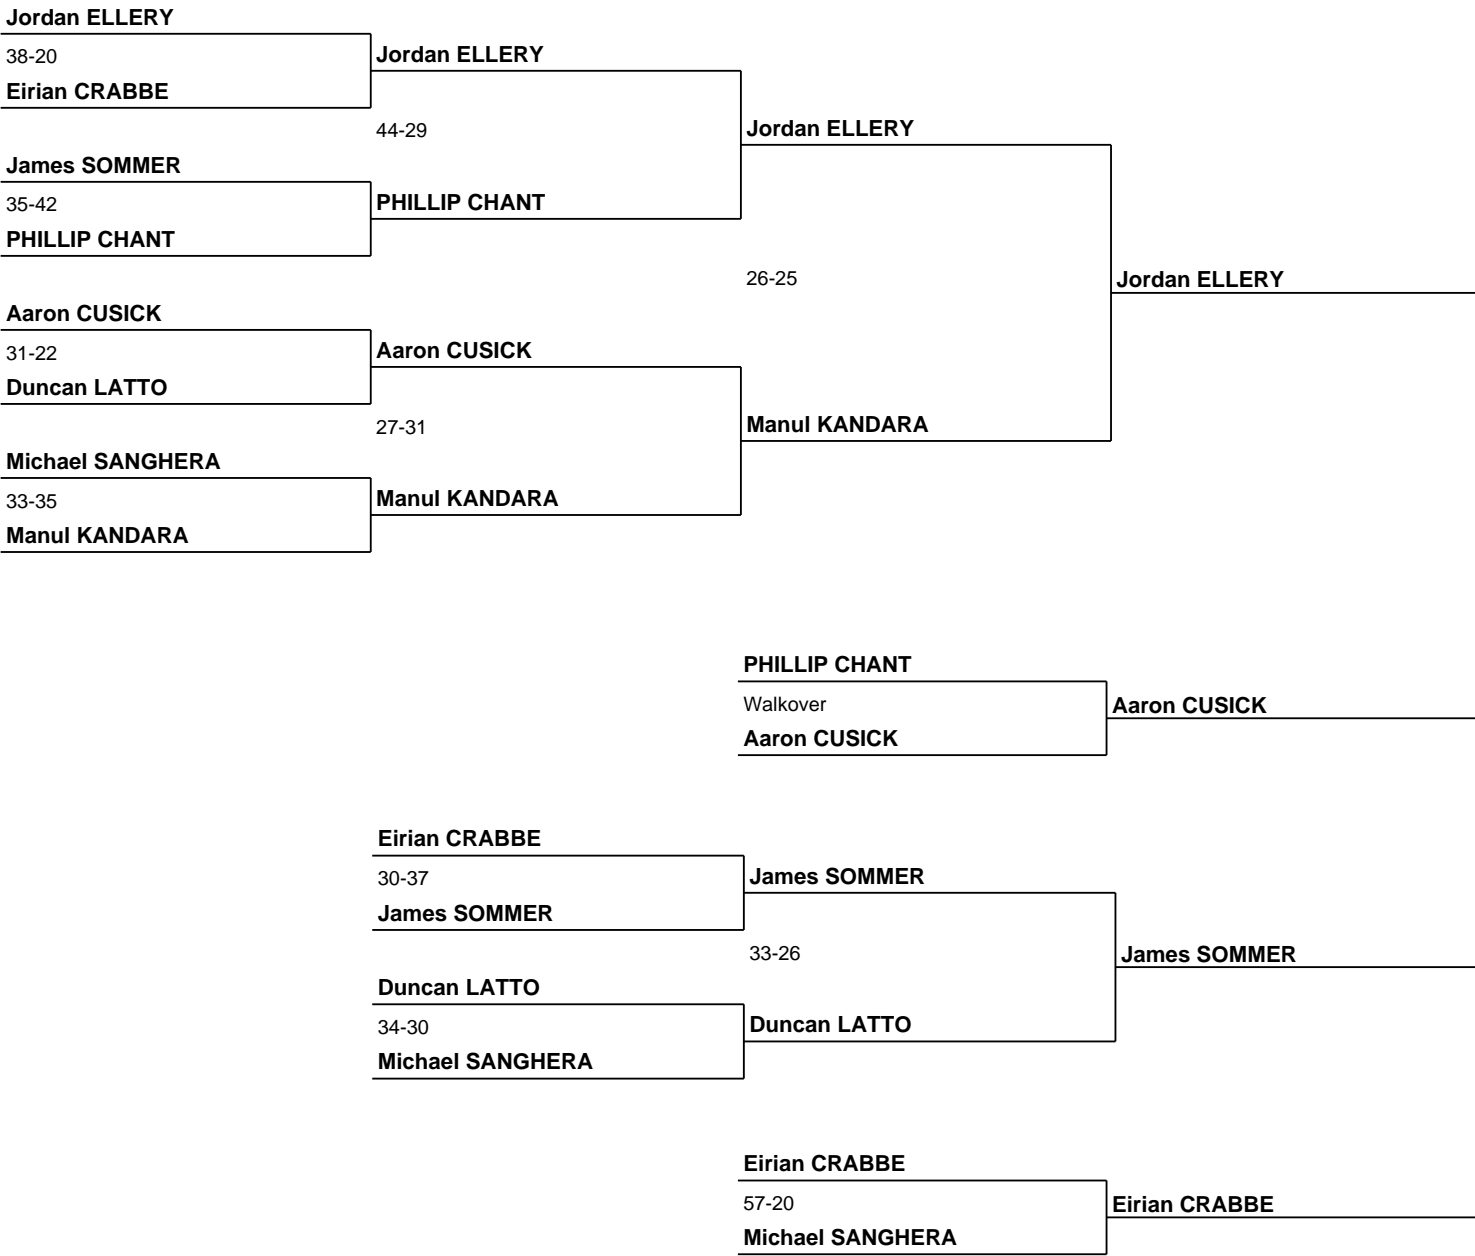 Jordan ELLERY
38-20
Jordan ELLERY
Eirian CRABBE
44-29
Jordan ELLERY
James SOMMER
35-42
PHILLIP CHANT
PHILLIP CHANT
26-25
Jordan ELLERY
Aaron CUSICK
31-22
Aaron CUSICK
Duncan LATTO
27-31
Manul KANDARA
Michael SANGHERA
33-35
Manul KANDARA
Manul KANDARA
PHILLIP CHANT
Walkover
Aaron CUSICK
Aaron CUSICK
Eirian CRABBE
30-37
James SOMMER
James SOMMER
33-26
James SOMMER
Duncan LATTO
34-30
Duncan LATTO
Michael SANGHERA
Eirian CRABBE
57-20
Eirian CRABBE
Michael SANGHERA